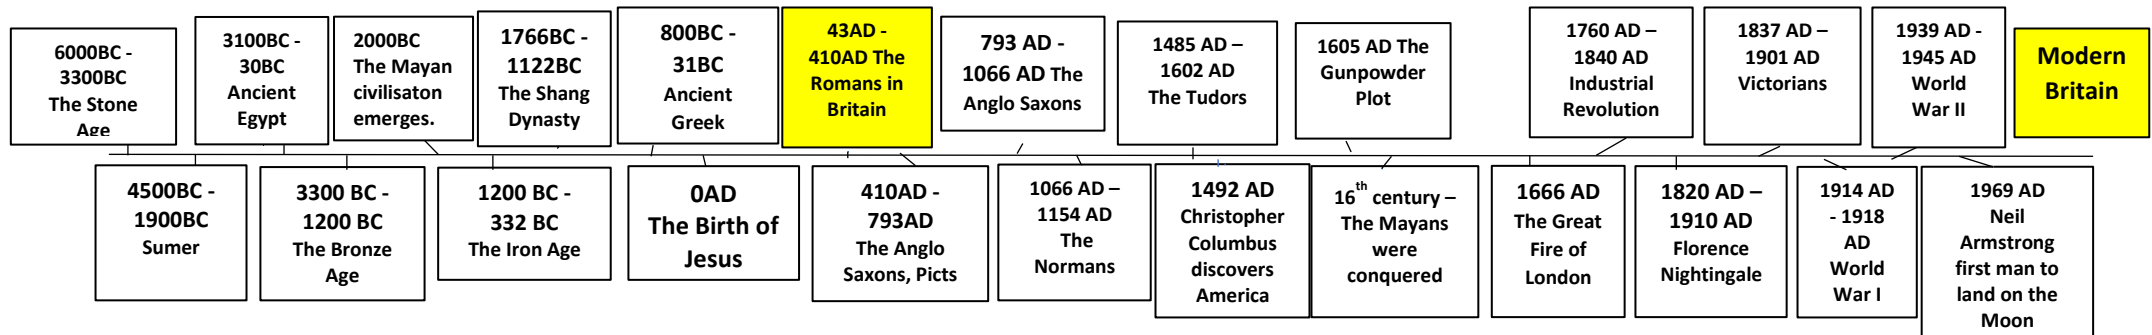 6000BC -
3300BC
The Stone
Age
3100BC -
30BC
Ancient
Egypt
2000BC
The Mayan
civilisaton
emerges.
1766BC -
1122BC
The Shang
Dynasty
800BC -
31BC
Ancient
Greek
43AD -
410AD The
Romans in
Britain
793 AD -
1066 AD The
Anglo Saxons
1485 AD –
1602 AD
The Tudors
1605 AD The
Gunpowder
Plot
1760 AD –
1840 AD
Industrial
Revolution
1837 AD –
1901 AD
Victorians
1939 AD -
1945 AD
World
War II
Modern
Britain
4500BC -
1900BC
Sumer
3300 BC -
1200 BC
The Bronze
Age
1200 BC -
332 BC
The Iron Age
0AD
The Birth of
Jesus
410AD -
793AD
The Anglo
Saxons, Picts
1066 AD –
1154 AD
The
Normans
1492 AD
Christopher
Columbus
discovers
America
16th century –
The Mayans
were
conquered
1666 AD
The Great
Fire of
London
1820 AD –
1910 AD
Florence
Nightingale
1914 AD
- 1918
AD
World
War I
1969 AD
Neil
Armstrong
first man to
land on the
Moon